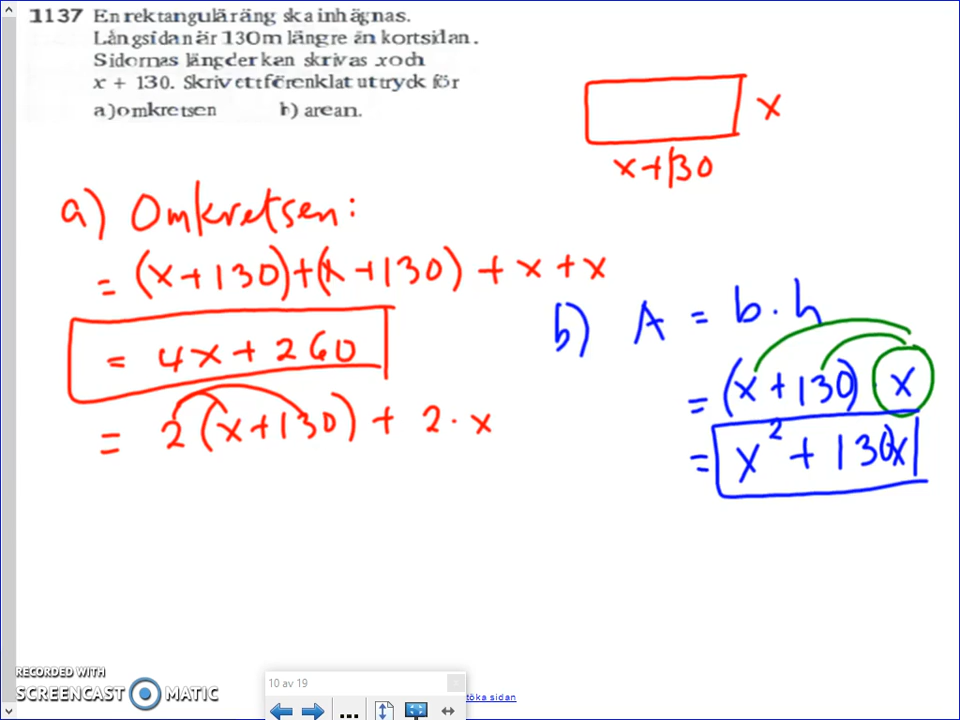 1137 En rektangulär äng ska inhägnas.
Långsidan är 130 m längre än kortsidan.
Sidornas längder kan skrivas x och
x + 130. Skriv ett förenklat uttryck för
a) omkretsen b) arean.
x
x+130
a) Omkretsen:
= (x+130)+(x+130) + x + x
= 4x + 260
= 2(x+130) + 2·x
b) A = b·h
= (x+130) x
= x² + 130x
RECORDED WITH
SCREENCAST MATIC
10 av 19
töka sidan